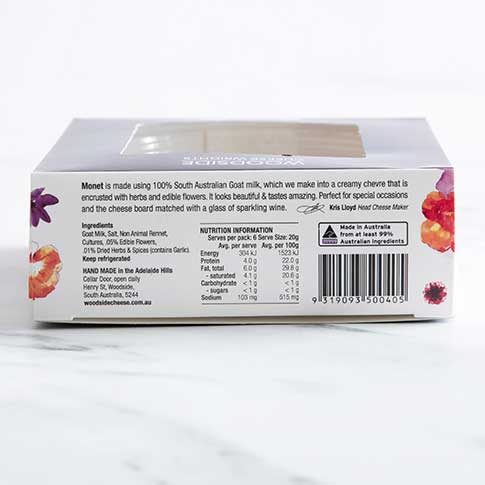 WOODSIDE
CHEESE WRIGHTS
Monet is made using 100% South Australian Goat milk, which we make into a creamy chevre that is
encrusted with herbs and edible flowers. It looks beautiful & tastes amazing. Perfect for special occasions
and the cheese board matched with a glass of sparkling wine.
Kris Lloyd Head Cheese Maker
Ingredients
Goat Milk, Salt, Non Animal Rennet,
Cultures, .05% Edible Flowers,
.01% Dried Herbs & Spices (contains Garlic).
Keep refrigerated
HAND MADE in the Adelaide Hills
Cellar Door, open daily
Henry St, Woodside,
South Australia, 5244
woodsidecheese.com.au
NUTRITION INFORMATION
Serves per pack: 6 Serve Size: 20g
Avg. per serve Avg. per 100g
Energy 304 kJ 1523 kJ
Protein 4.0 g 22.0 g
Fat, total 6.0 g 29.8 g
- saturated 4.1 g 20.6 g
Carbohydrate < 1 g < 1 g
- sugars < 1 g < 1 g
Sodium 103 mg 515 mg
Made in Australia
from at least 99%
Australian ingredients
9 319093 500405